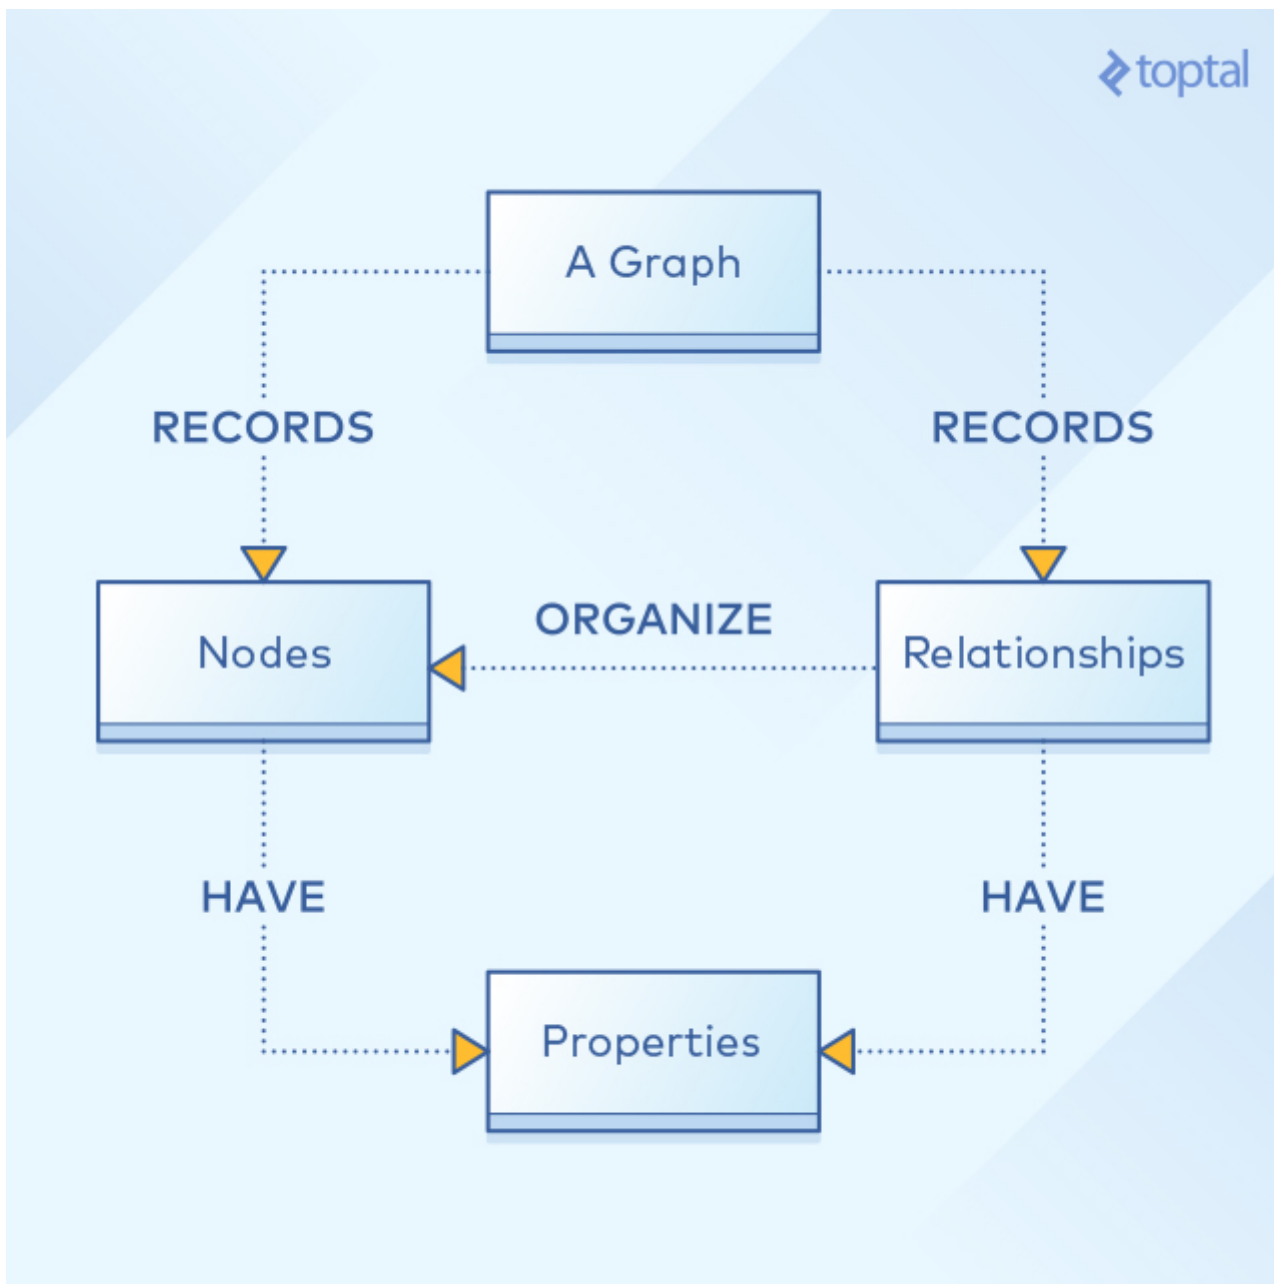 toptal
A Graph
RECORDS
RECORDS
Nodes
ORGANIZE
Relationships
HAVE
HAVE
Properties